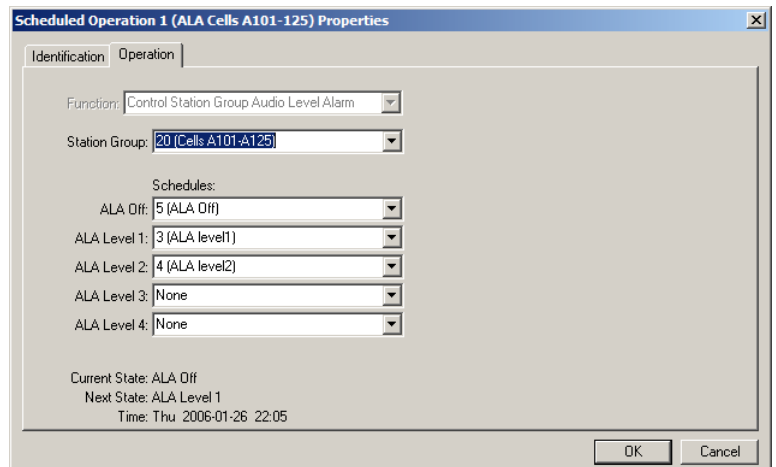 Scheduled Operation 1 (ALA Cells A101-125) Properties
Identification Operation
Function: Control Station Group Audio Level Alarm
Station Group: 20 (Cells A101-A125)
Schedules:
ALA Off: 5 (ALA Off)
ALA Level 1: 3 (ALA level1)
ALA Level 2: 4 (ALA level2)
ALA Level 3: None
ALA Level 4: None
Current State: ALA Off
Next State: ALA Level 1
Time: Thu 2006-01-26 22:05
OK Cancel